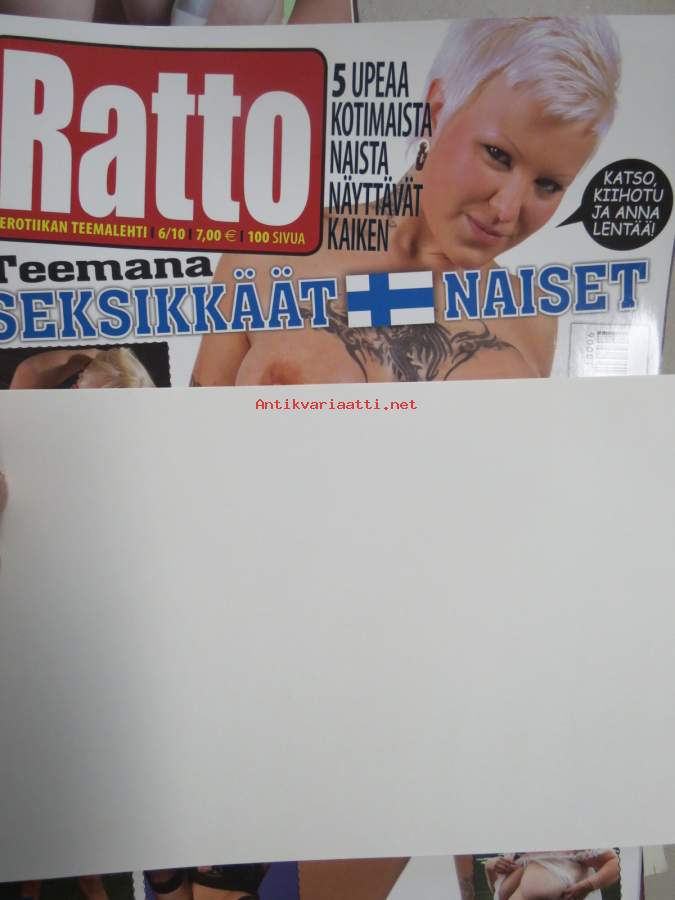 Ratto
EROTIIKAN TEEMALEHTI | 6/10 | 7,00 € | 100 SIVUA
5 UPEAA
KOTIMAISTA
NAISTA
NÄYTTÄVÄT
KAIKEN
KATSO,
KIIHOTU
JA ANNA
LENTÄÄ!
Teemana
SEKSIKKÄÄT NAISET
Antikvariaatti.net